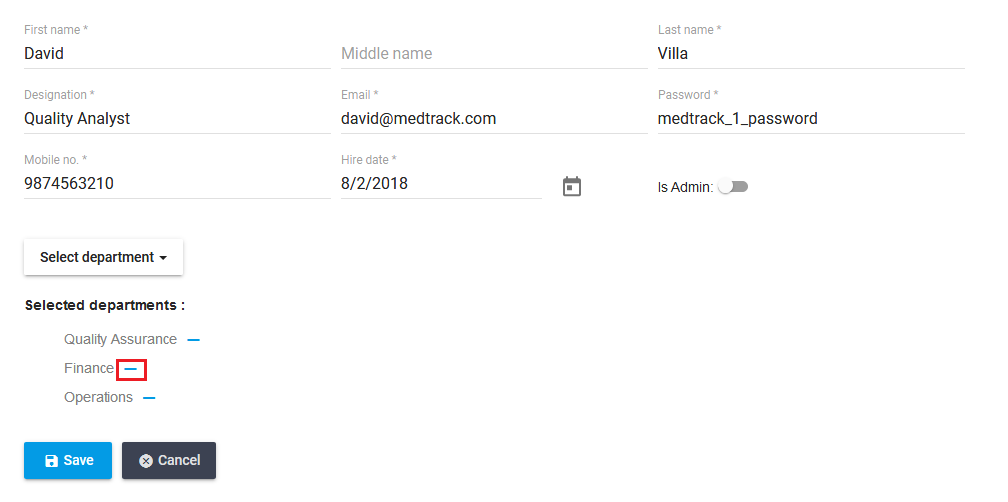 First name *
David
Middle name
Last name *
Villa
Designation *
Quality Analyst
Email *
david@medtrack.com
Password *
medtrack_1_password
Mobile no. *
9874563210
Hire date *
8/2/2018
Is Admin:
Select department
Selected departments :
Quality Assurance
Finance
Operations
Save
Cancel